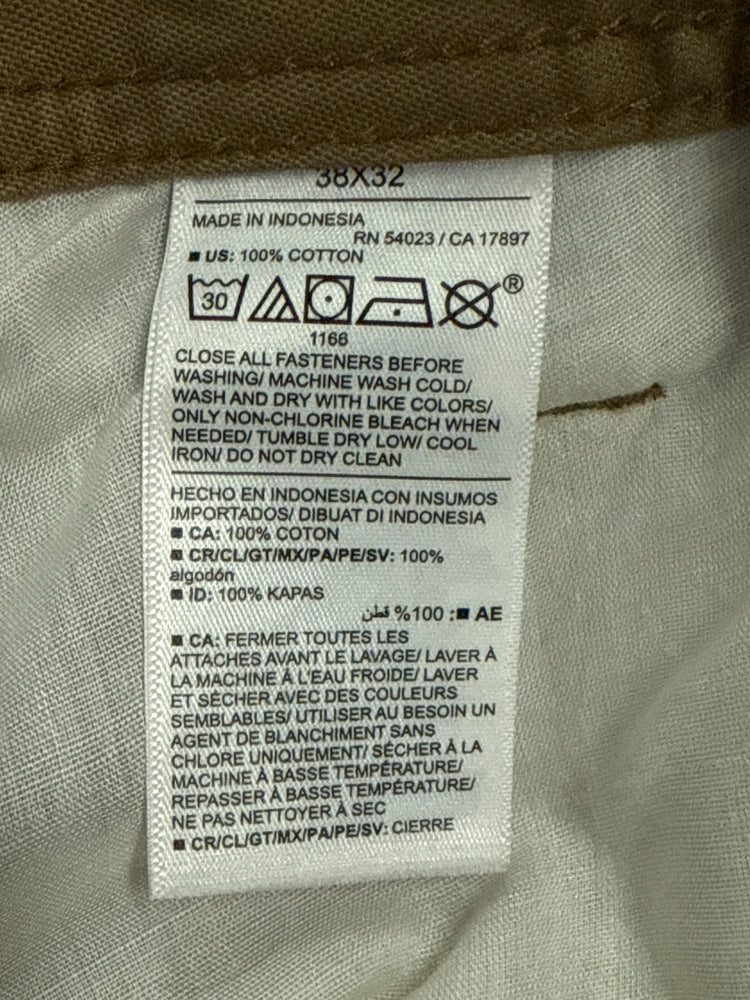 38X32
MADE IN INDONESIA
RN 54023 / CA 17897
■ US: 100% COTTON
30
®
1166
CLOSE ALL FASTENERS BEFORE
WASHING/ MACHINE WASH COLD/
WASH AND DRY WITH LIKE COLORS/
ONLY NON-CHLORINE BLEACH WHEN
NEEDED/ TUMBLE DRY LOW/ COOL
IRON/ DO NOT DRY CLEAN
HECHO EN INDONESIA CON INSUMOS
IMPORTADOS/ DIBUAT DI INDONESIA
■ CA: 100% COTON
■ CR/CL/GT/MX/PA/PE/SV: 100%
algodón
■ ID: 100% KAPAS
AE ■: 100% قطن
■ CA: FERMER TOUTES LES
ATTACHES AVANT LE LAVAGE/ LAVER À
LA MACHINE À L'EAU FROIDE/ LAVER
ET SÉCHER AVEC DES COULEURS
SEMBLABLES/ UTILISER AU BESOIN UN
AGENT DE BLANCHIMENT SANS
CHLORE UNIQUEMENT/ SÉCHER À LA
MACHINE À BASSE TEMPÉRATURE/
REPASSER À BASSE TEMPÉRATURE/
NE PAS NETTOYER À SEC
■ CR/CL/GT/MX/PA/PE/SV: CIERRE